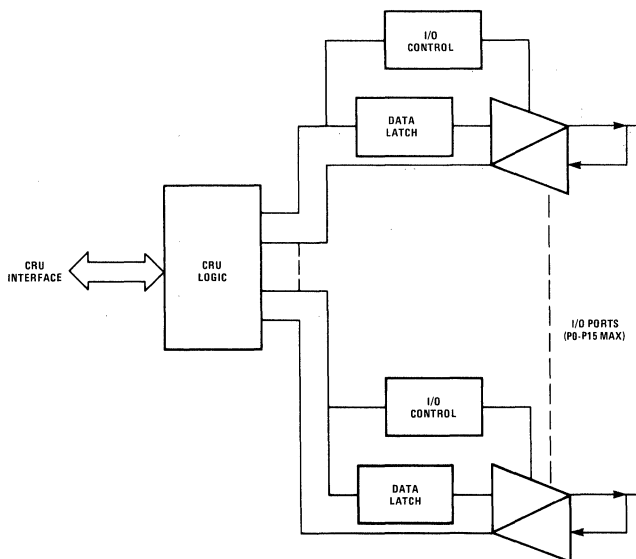 I/O
CONTROL
DATA
LATCH
CRU
INTERFACE
CRU
LOGIC
I/O PORTS
(P0-P15 MAX)
I/O
CONTROL
DATA
LATCH